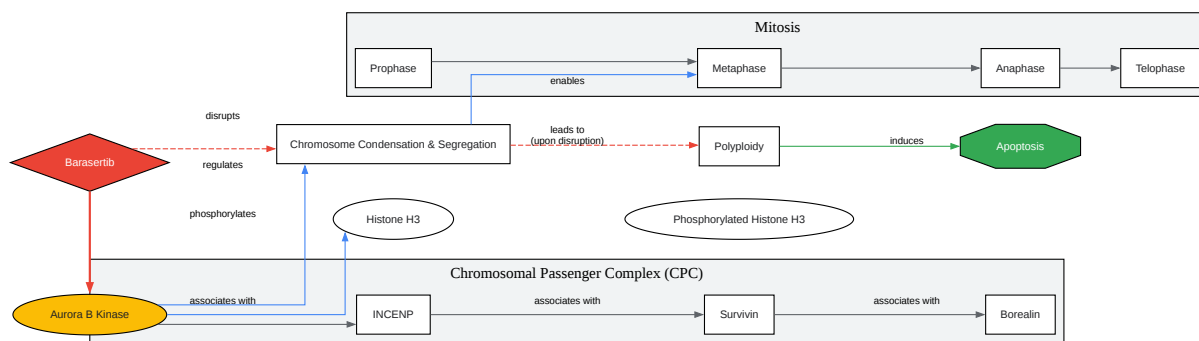 Mitosis
Prophase
Metaphase
Anaphase
Telophase
enables
disrupts
Chromosome Condensation & Segregation
leads to
(upon disruption)
Polyploidy
induces
Apoptosis
Barasertib
regulates
phosphorylates
Histone H3
Phosphorylated Histone H3
Chromosomal Passenger Complex (CPC)
Aurora B Kinase
associates with
INCENP
associates with
Survivin
associates with
Borealin